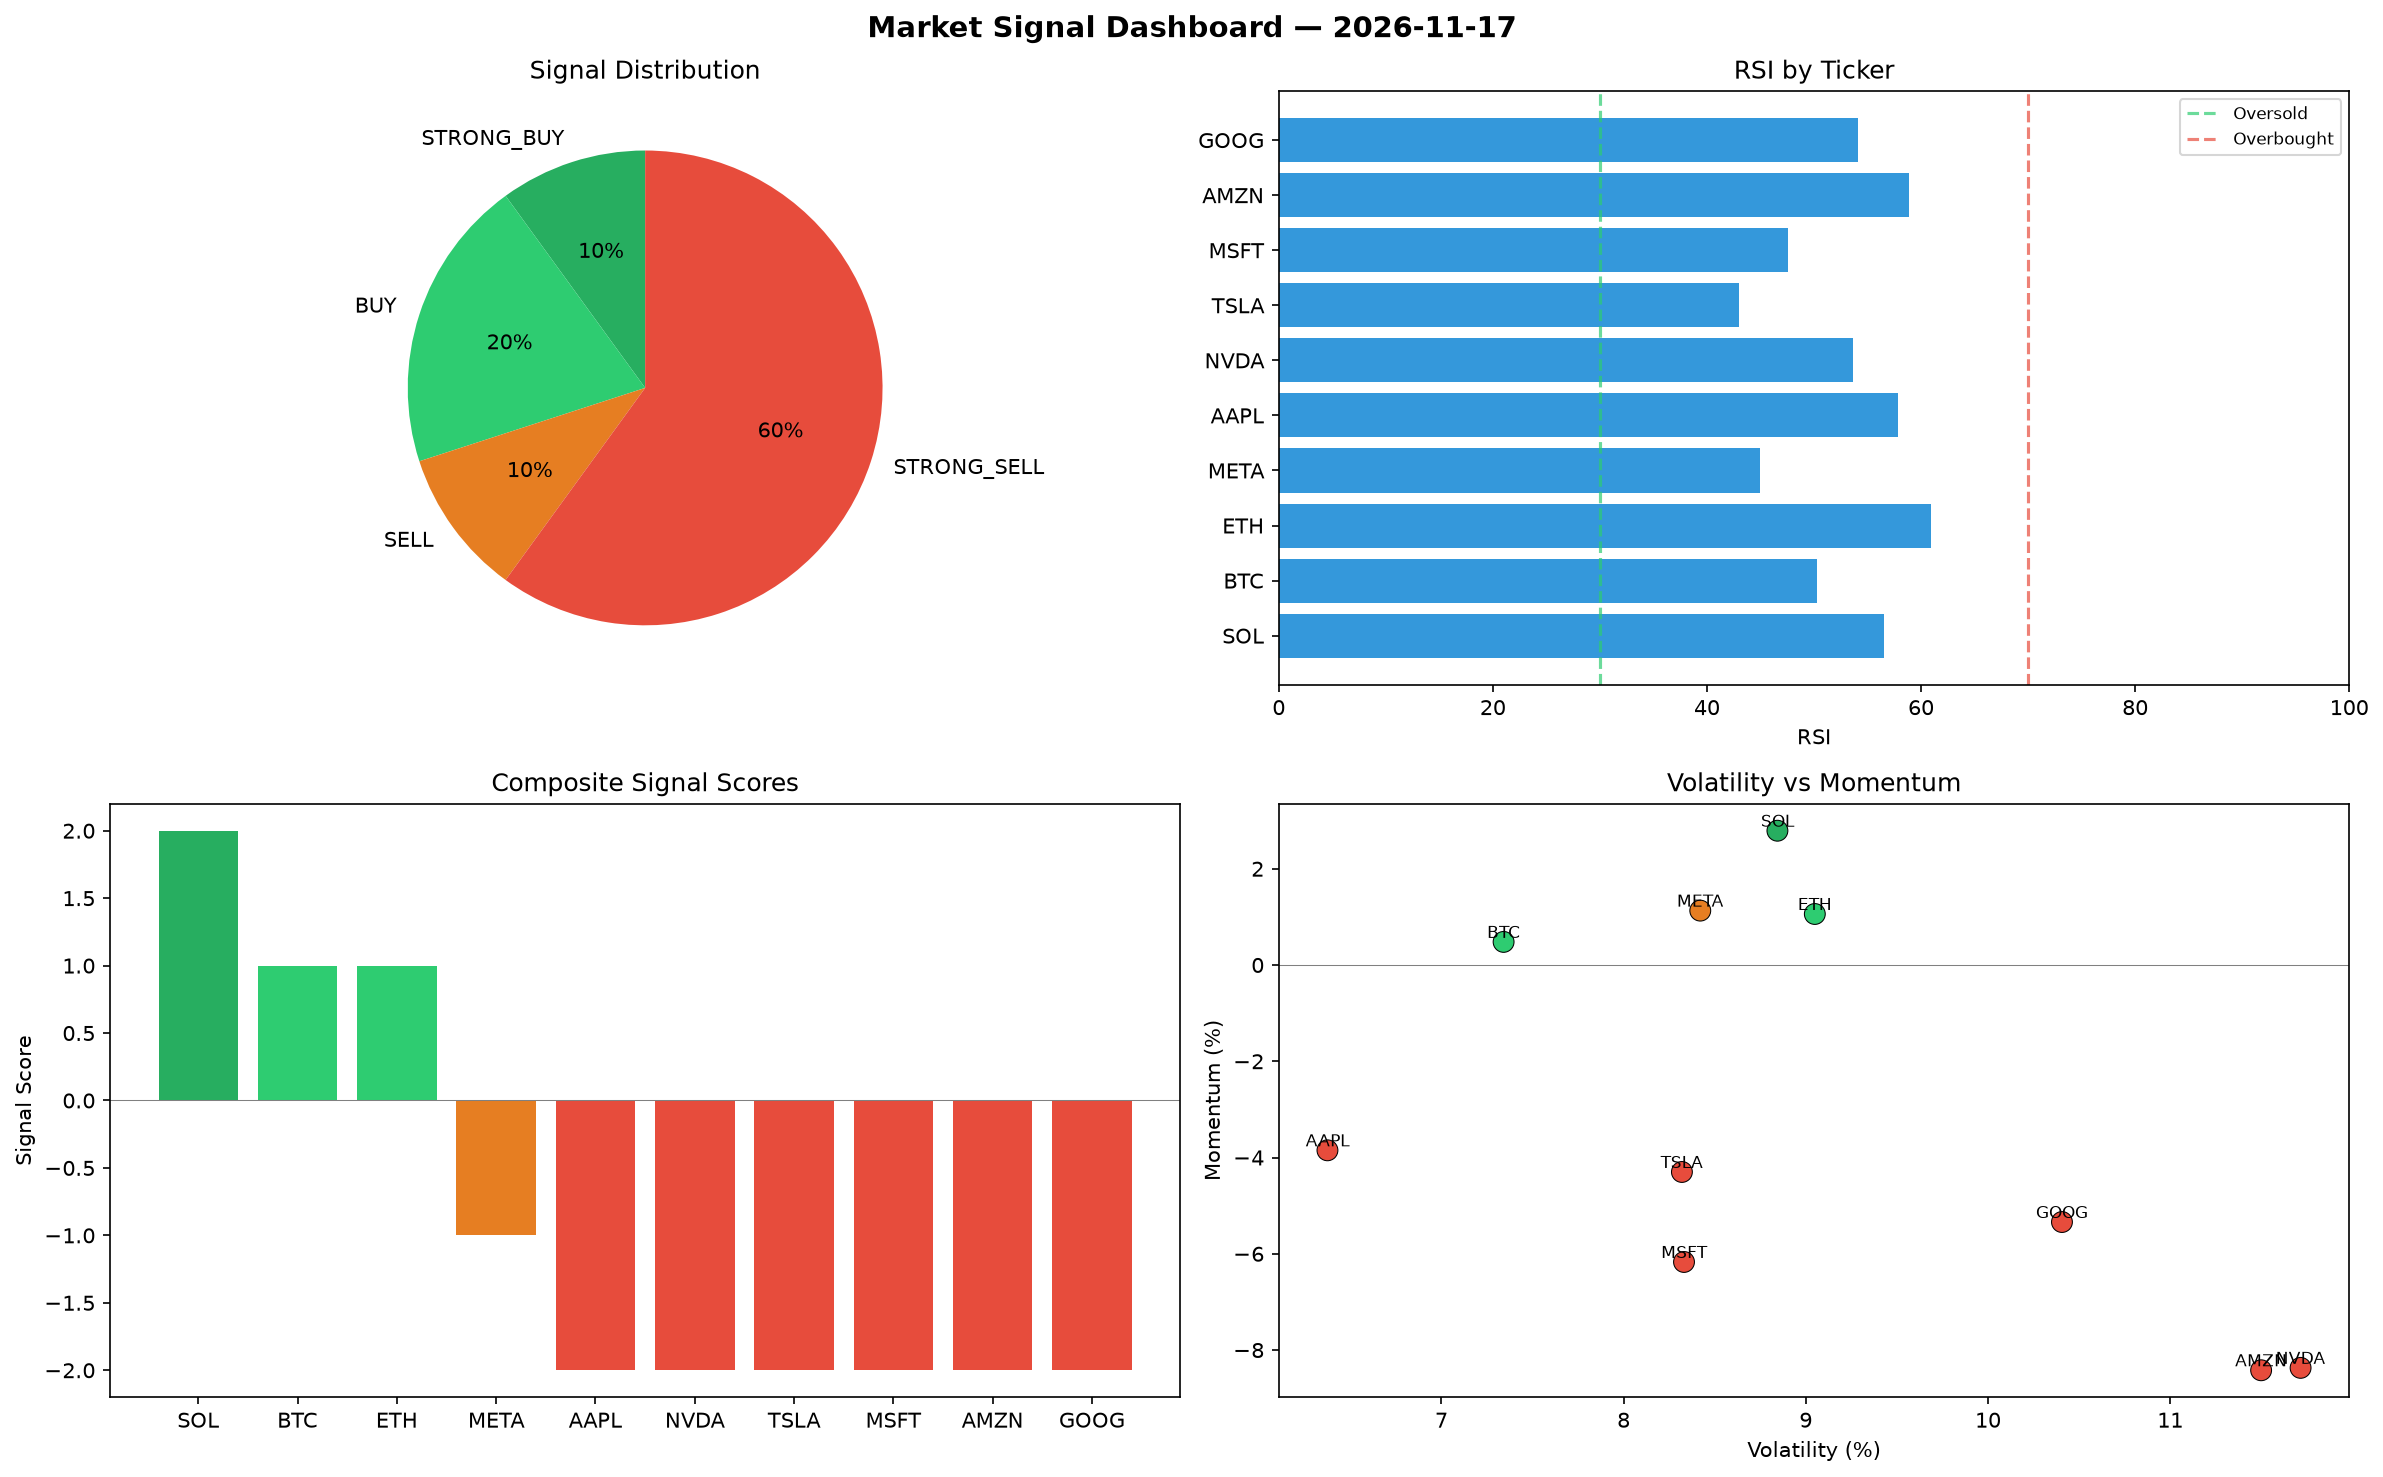 Market Signal Dashboard — 2026-11-17
Signal Distribution
STRONG_BUY
10%
BUY
20%
60%
STRONG_SELL
10%
SELL
RSI by Ticker
Oversold
Overbought
GOOG
AMZN
MSFT
TSLA
NVDA
AAPL
META
ETH
BTC
SOL
0 20 40 60 80 100
RSI
Composite Signal Scores
Signal Score
2.0
1.5
1.0
0.5
0.0
−0.5
−1.0
−1.5
−2.0
SOL BTC ETH META AAPL NVDA TSLA MSFT AMZN GOOG
Volatility vs Momentum
Momentum (%)
2
0
−2
−4
−6
−8
SOL
META
ETH
BTC
AAPL
TSLA
GOOG
MSFT
AMZN
NVDA
7 8 9 10 11
Volatility (%)